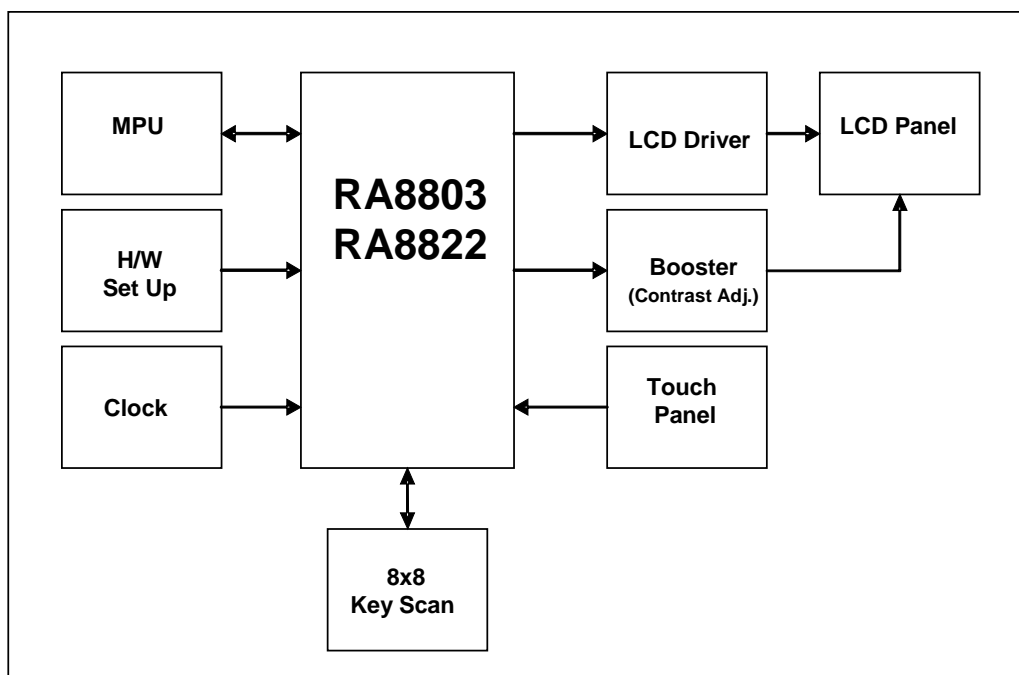 MPU
H/W
Set Up
Clock
RA8803
RA8822
8x8
Key Scan
LCD Driver
LCD Panel
Booster
(Contrast Adj.)
Touch
Panel